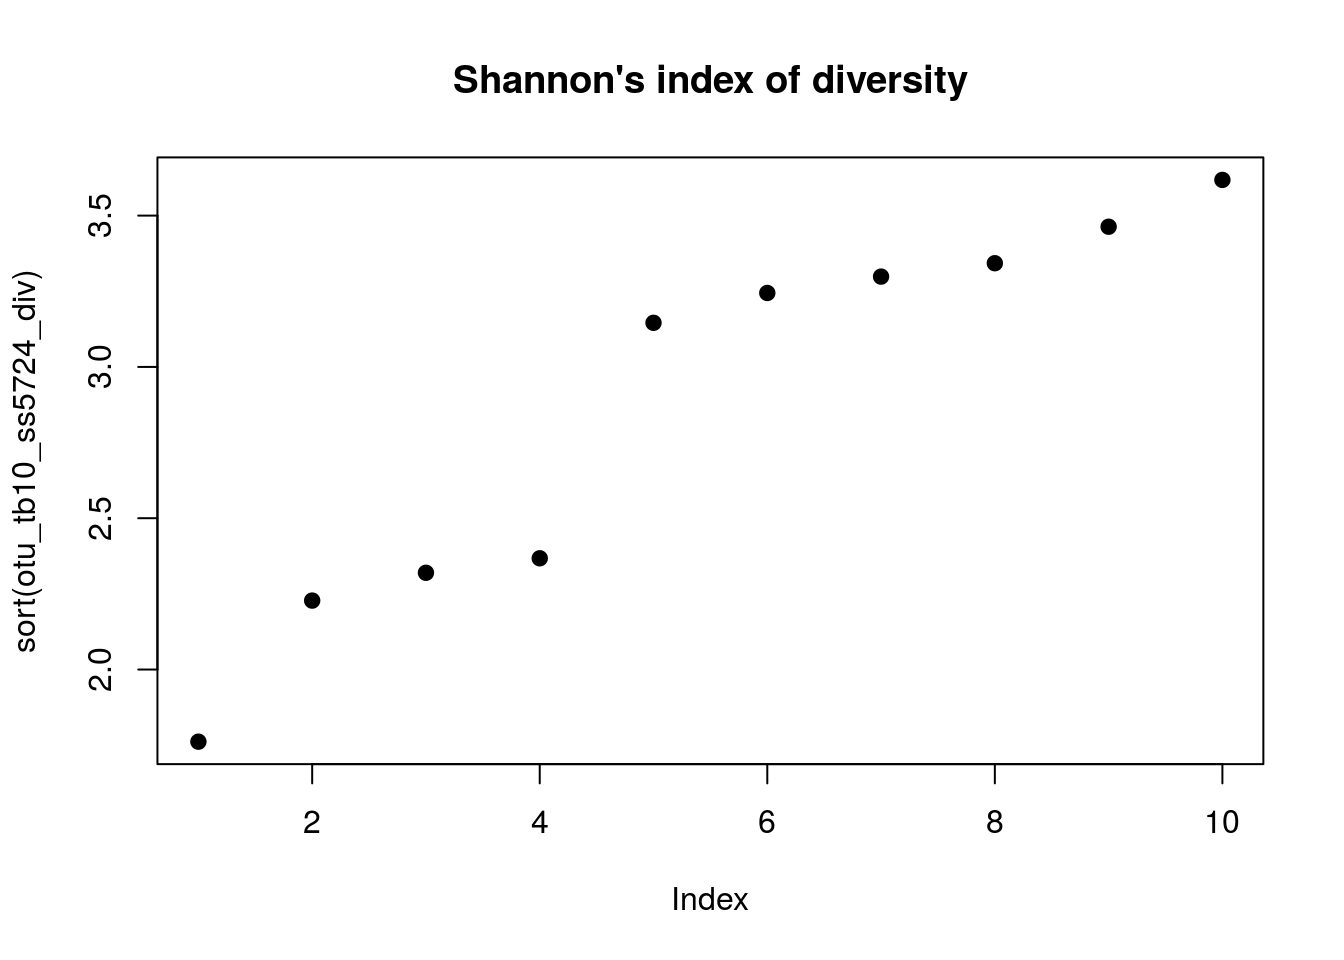 Shannon's index of diversity
sort(otu_tb10_ss5724_div)
3.5
3.0
2.5
2.0
2 4 6 8 10
Index